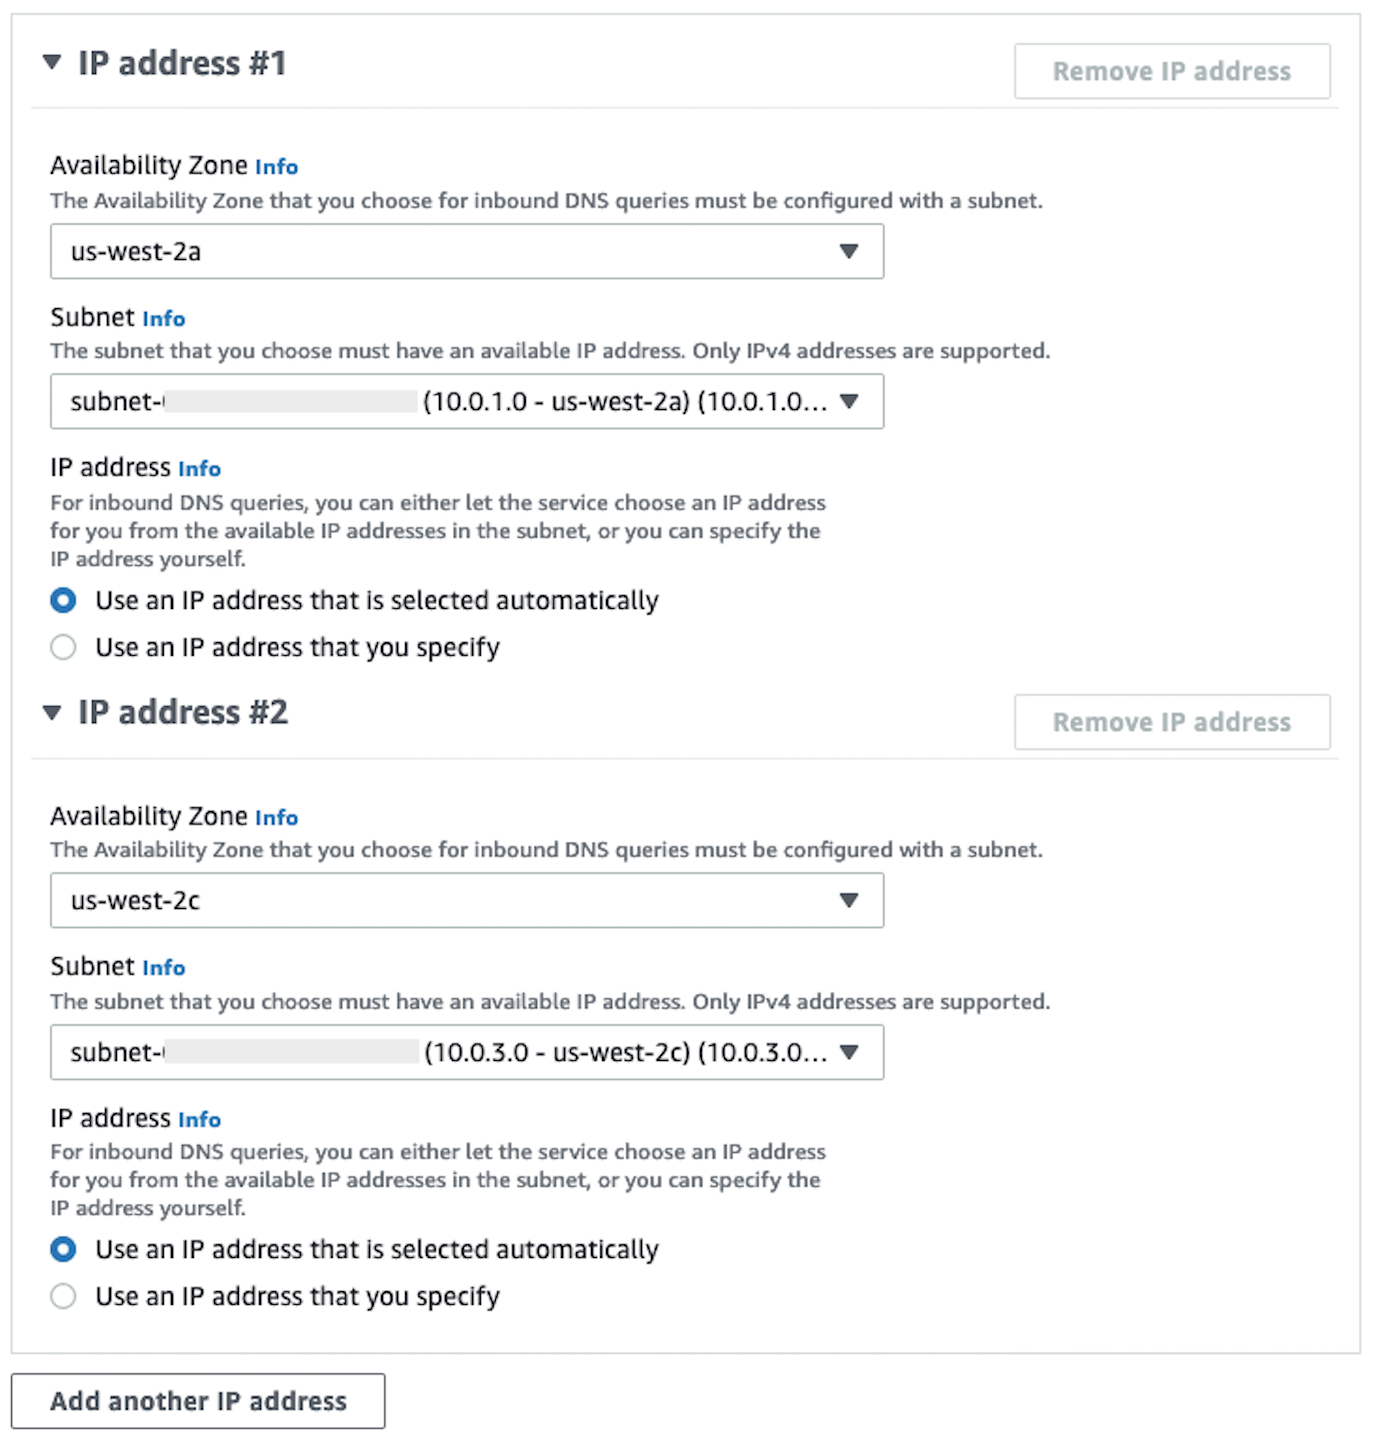 IP address #1
Remove IP address
Availability Zone Info
The Availability Zone that you choose for inbound DNS queries must be configured with a subnet.
us-west-2a
Subnet Info
The subnet that you choose must have an available IP address. Only IPv4 addresses are supported.
subnet- (10.0.1.0 - us-west-2a) (10.0.1.0...
IP address Info
For inbound DNS queries, you can either let the service choose an IP address
for you from the available IP addresses in the subnet, or you can specify the
IP address yourself.
Use an IP address that is selected automatically
Use an IP address that you specify
IP address #2
Remove IP address
Availability Zone Info
The Availability Zone that you choose for inbound DNS queries must be configured with a subnet.
us-west-2c
Subnet Info
The subnet that you choose must have an available IP address. Only IPv4 addresses are supported.
subnet- (10.0.3.0 - us-west-2c) (10.0.3.0...
IP address Info
For inbound DNS queries, you can either let the service choose an IP address
for you from the available IP addresses in the subnet, or you can specify the
IP address yourself.
Use an IP address that is selected automatically
Use an IP address that you specify
Add another IP address